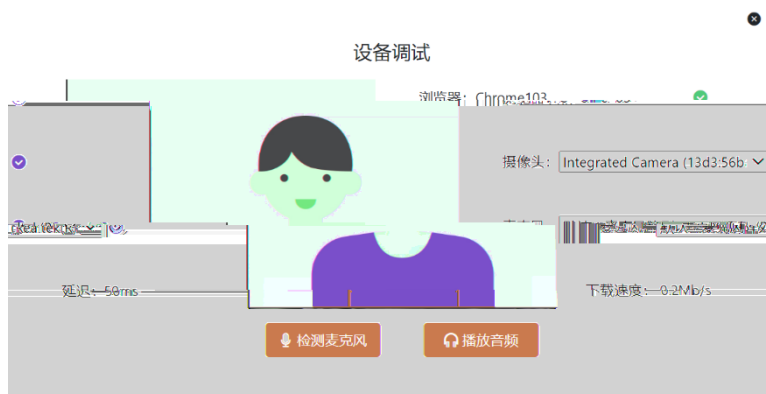 设备调试
浏览器：Chrome103
摄像头： Integrated Camera (13d3:56b
延迟：50ms
下载速度：0.2Mb/s
检测麦克风
播放音频